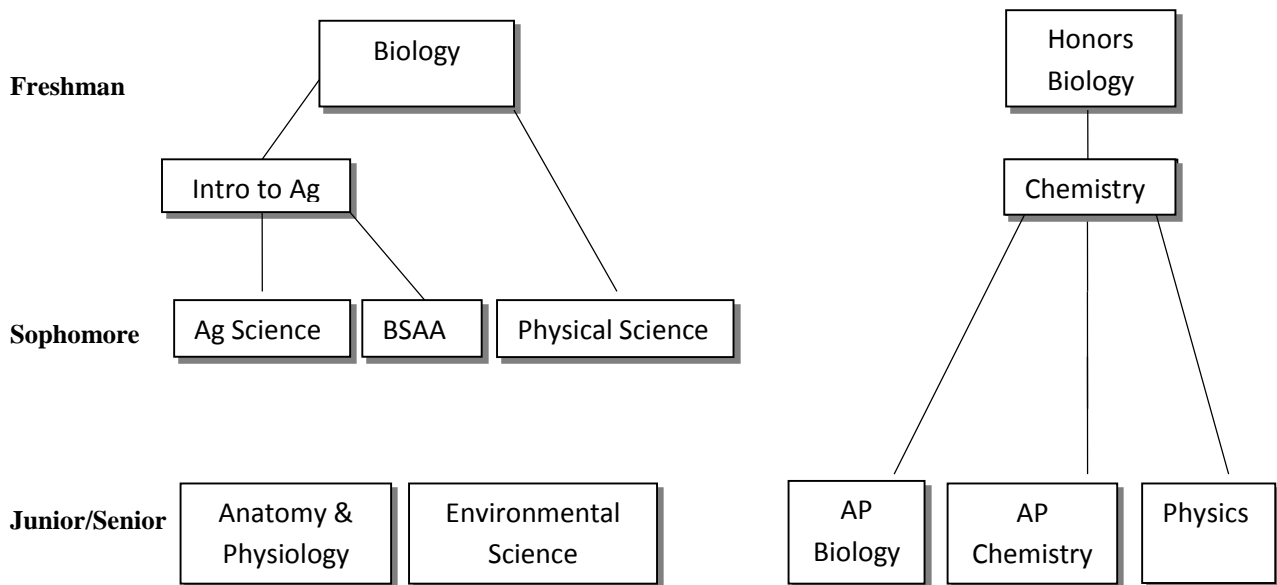 Biology
Honors
Biology
Freshman
Intro to Ag
Chemistry
Sophomore
Ag Science
BSAA
Physical Science
Junior/Senior
Anatomy &
Physiology
Environmental
Science
AP
Biology
AP
Chemistry
Physics